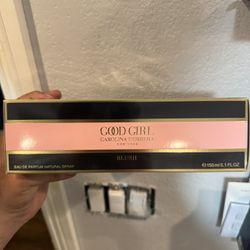 GOOD GIRL
CAROLINA HERRERA
NEW YORK
BLUSH
EAU DE PARFUM NATURAL SPRAY
℮ 150 ml 5.1 FL.OZ